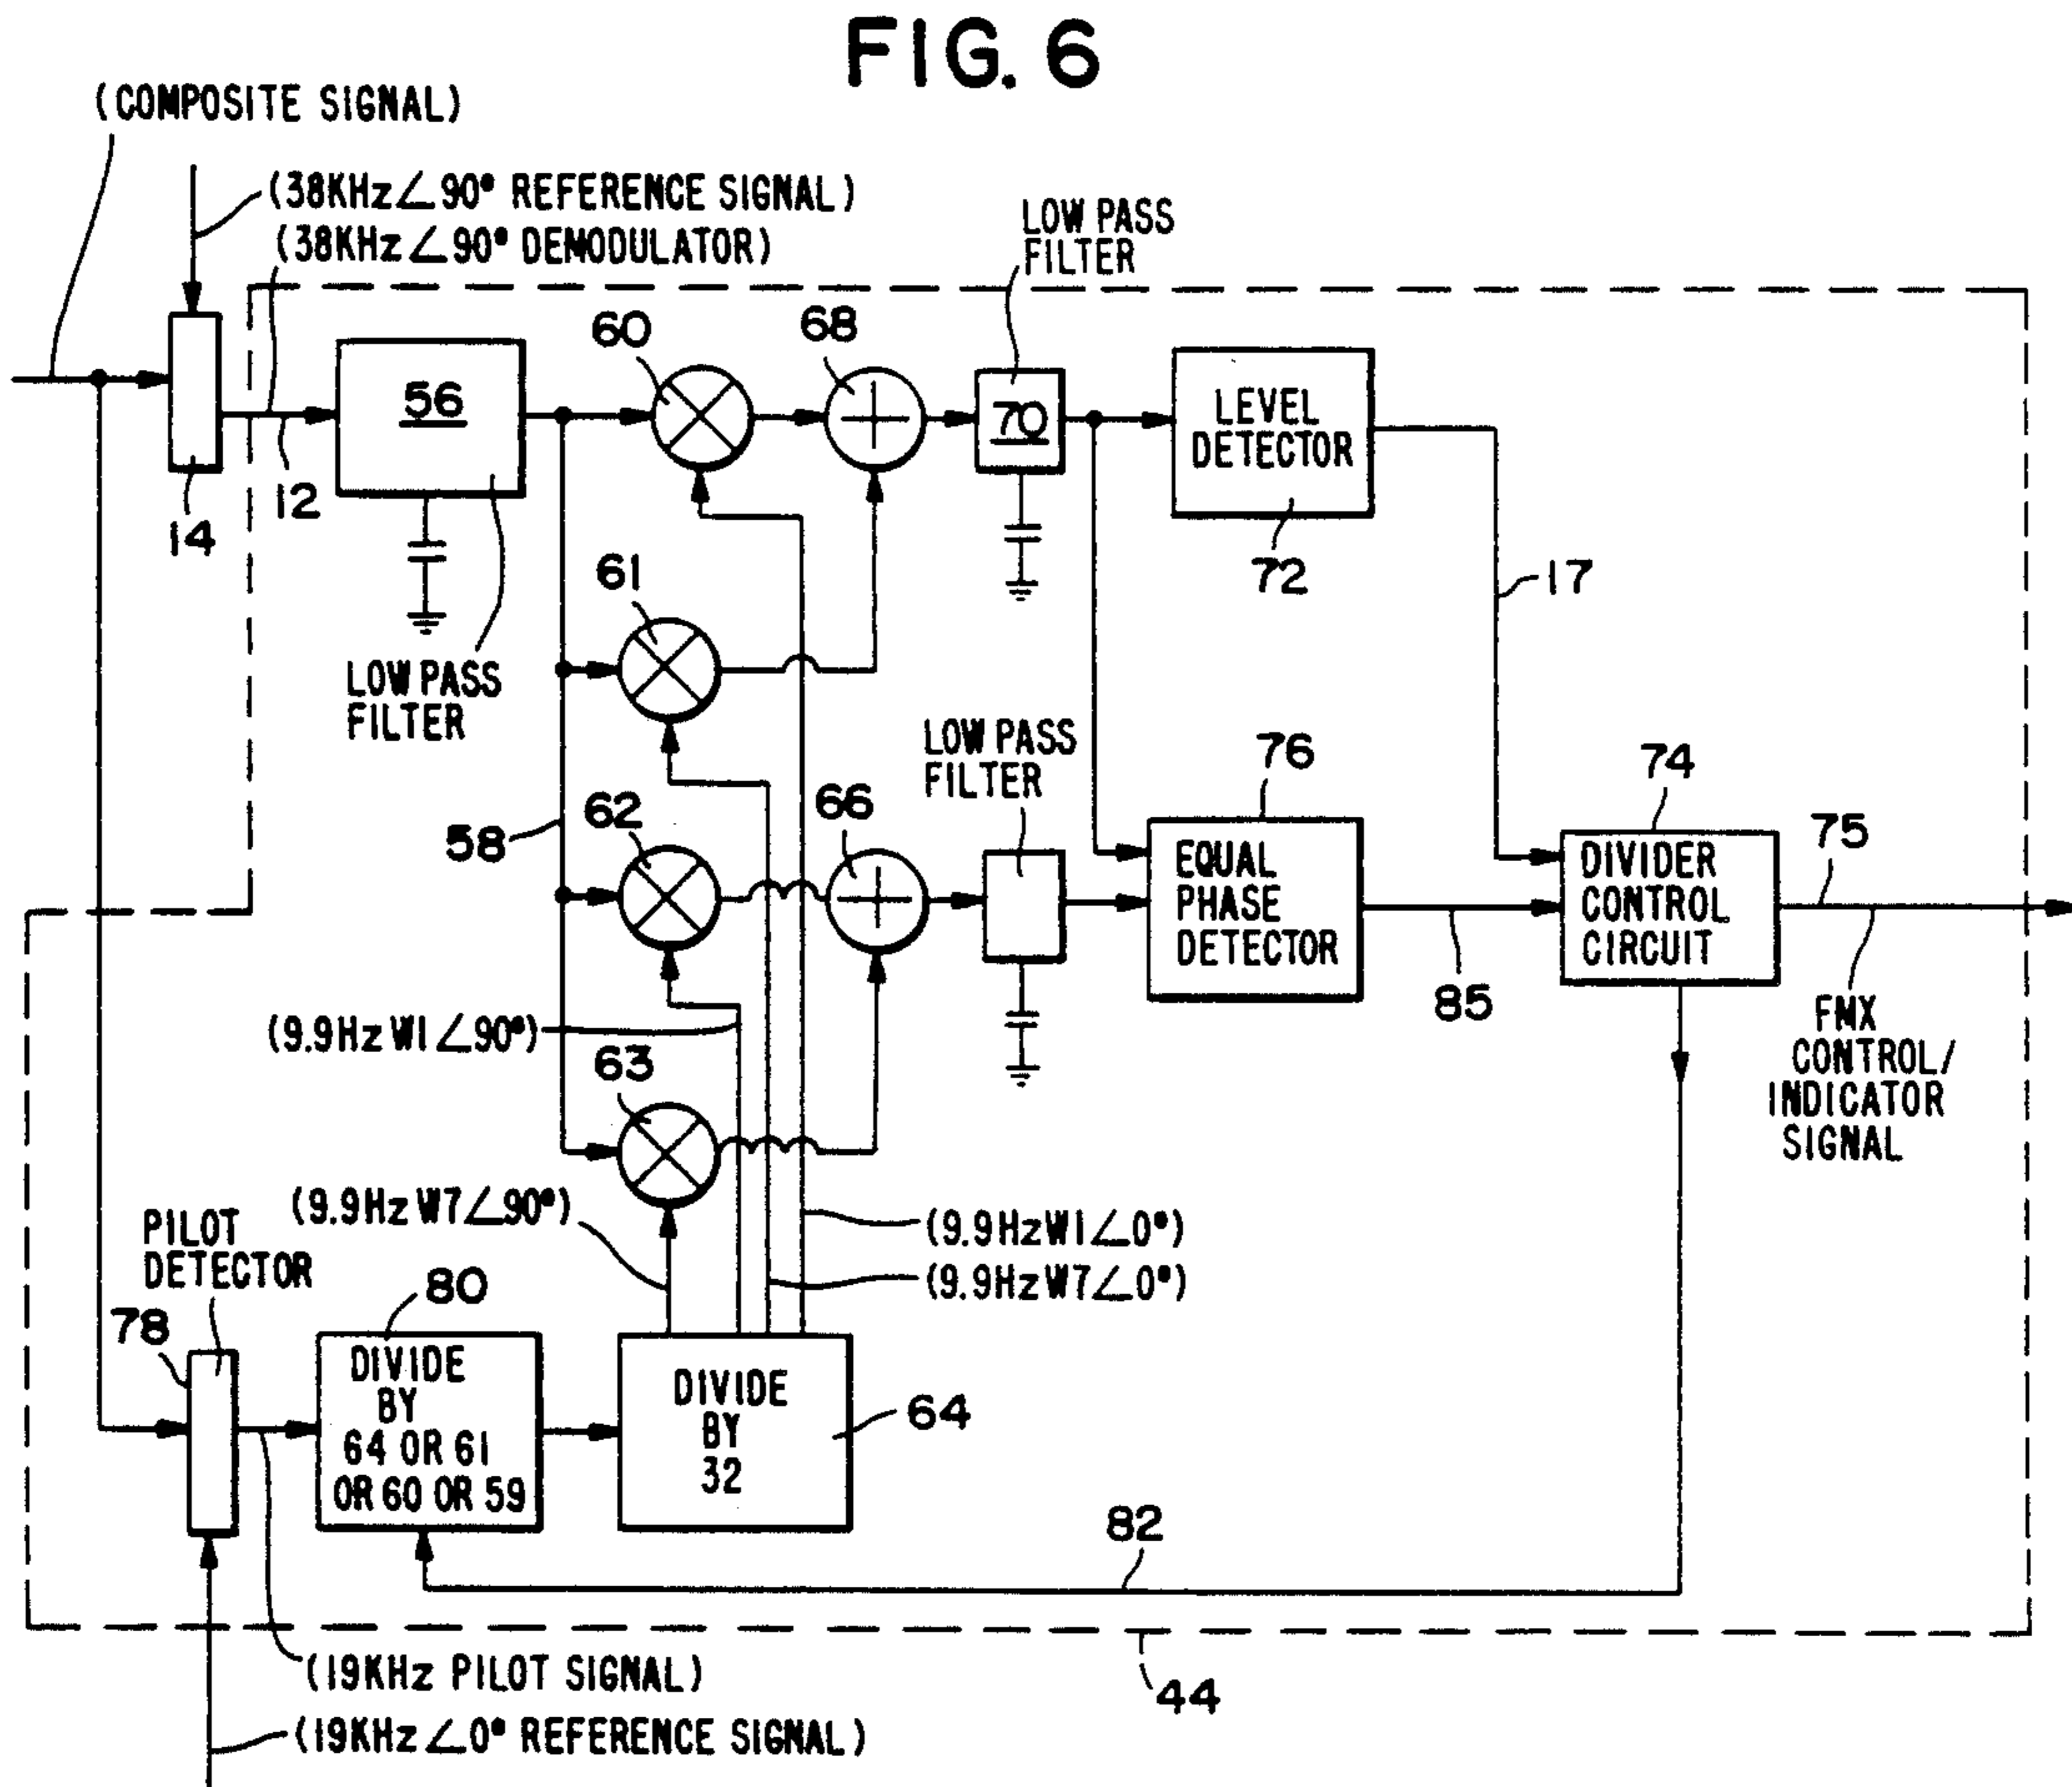 FIG. 6
(COMPOSITE SIGNAL)
(38KHz∠90° REFERENCE SIGNAL)
(38KHz∠90° DEMODULATOR)
LOW PASS
FILTER
60
68
56
70
LEVEL
DETECTOR
14
12
72
61
17
LOW PASS
FILTER
LOW PASS
FILTER
76
74
62
66
75
58
EQUAL
PHASE
DETECTOR
DIVIDER
CONTROL
CIRCUIT
85
(9.9Hz W1∠90°)
63
FMX
CONTROL/
INDICATOR
SIGNAL
(9.9Hz W7∠90°)
(9.9Hz W1∠0°)
(9.9Hz W7∠0°)
PILOT
DETECTOR
78
80
DIVIDE
BY
64 OR 61
OR 60 OR 59
DIVIDE
BY
32
64
82
(19KHz PILOT SIGNAL)
44
(19KHz∠0° REFERENCE SIGNAL)